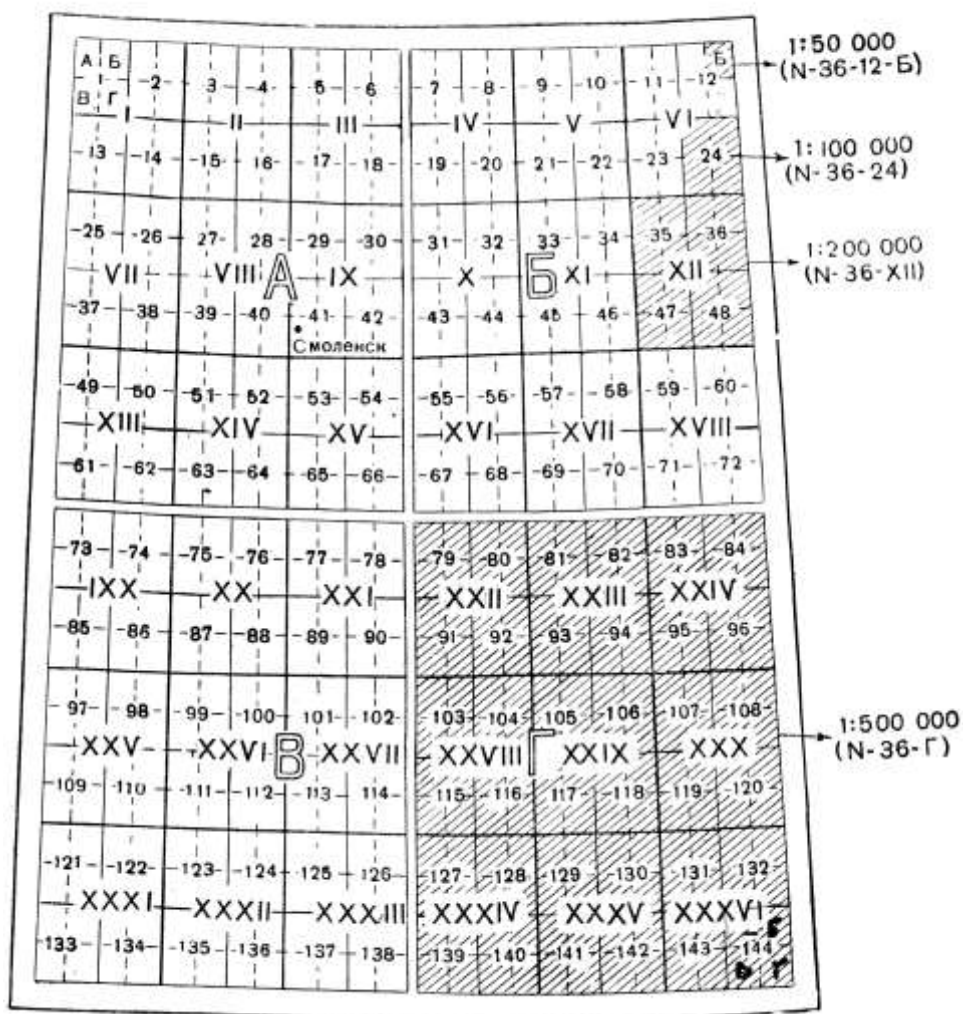 А Б
1 -2- 3 -4- 5 6 7 8 9 -10- 11 Б 12
В Г
I II III IV V VI
-13- -14- -15- 16 17 18 19 20 21 22 23 24
1:50 000
(N-36-12-Б)
1:100 000
(N-36-24)
-25- -26- 27 28 -29- -30- 31 32 33 34 -35- -36-
VII VIII А IX X Б XI XII
1:200 000
(N-36-XII)
-37- -38- -39- -40- -41- 42 -43- -44- 45 46 -47- 48
Смоленск
-49- -50- -51- -52- -53- -54- -55- -56- -57- -58- -59- -60-
XIII XIV XV XVI XVII XVIII
-61- -62- -63- 64 65 -66- -67- 68 -69- -70- -71- -72-
-73- -74- -75- -76- -77- -78- -79- -80- -81- -82- -83- -84-
IXX XX XXI XXII XXIII XXIV
-85- -86- -87- -88- 89 -90- -91- 92 -93- -94- -95- -96-
-97- -98- -99- -100- 101 102 -103- -104- 105 -106- -107- -108-
XXV XXVI В XXVII XXVIII Г XXIX XXX
1:500 000
(N-36-Г)
-109- -110- -111- -112- -113- 114 -115- -116- 117 -118- -119- -120-
-121- -122- -123- -124- -125- 126 -127- -128- -129- -130- -131- 132
XXXI XXXII XXXIII XXXIV XXXV XXXVI
-133- -134- -135- -136- -137- -138- -139- -140- -141- -142- -143- -144-
Б
Г